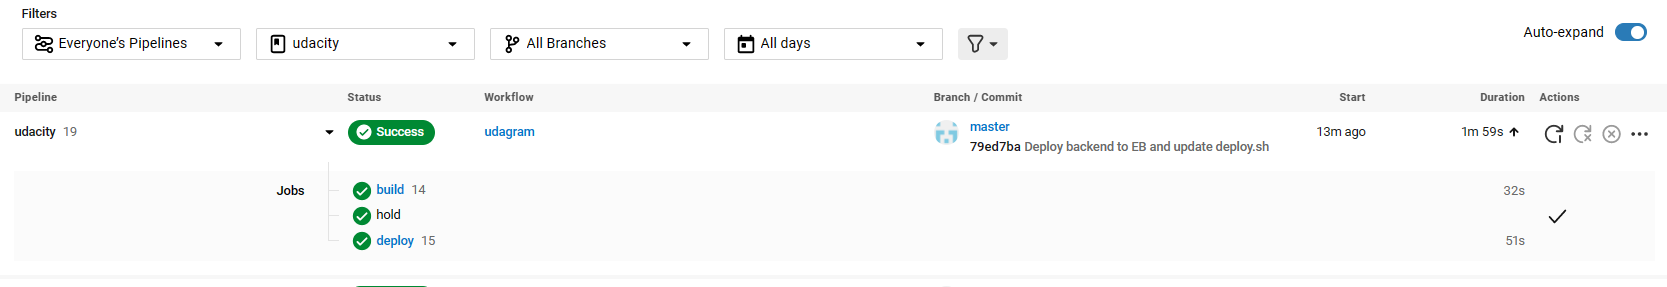 Filters
Everyone's Pipelines udacity All Branches All days Auto-expand
Pipeline Status Workflow Branch / Commit Start Duration Actions
udacity 19 Success udagram master 13m ago 1m 59s
79ed7ba Deploy backend to EB and update deploy.sh
Jobs build 14 32s
hold
deploy 15 51s